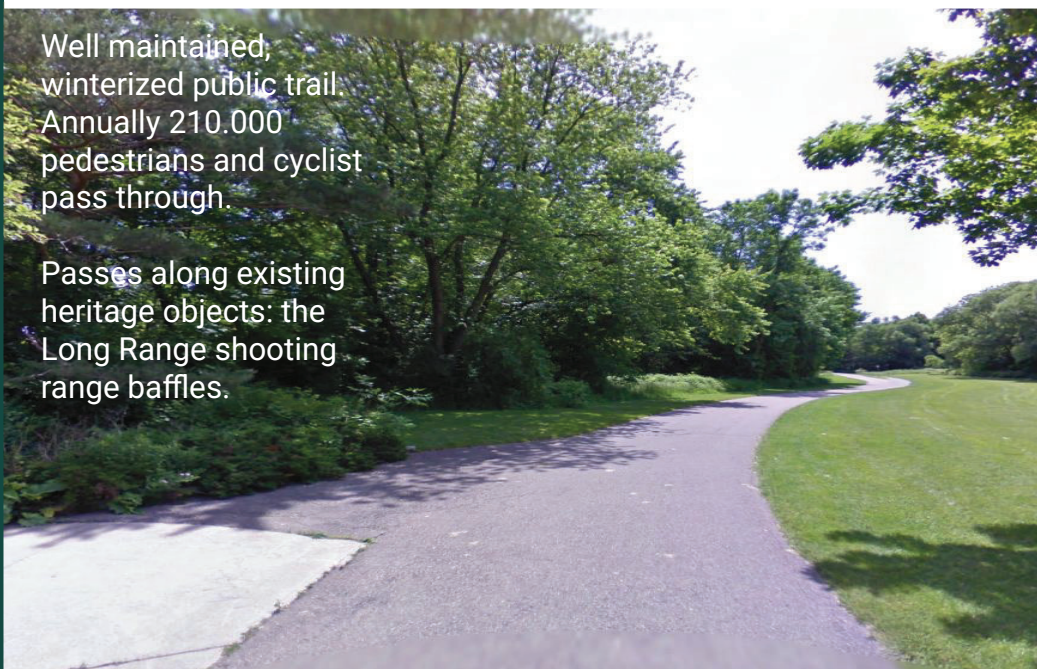 Well maintained,
winterized public trail.
Annually 210.000
pedestrians and cyclist
pass through.
Passes along existing
heritage objects: the
Long Range shooting
range baffles.